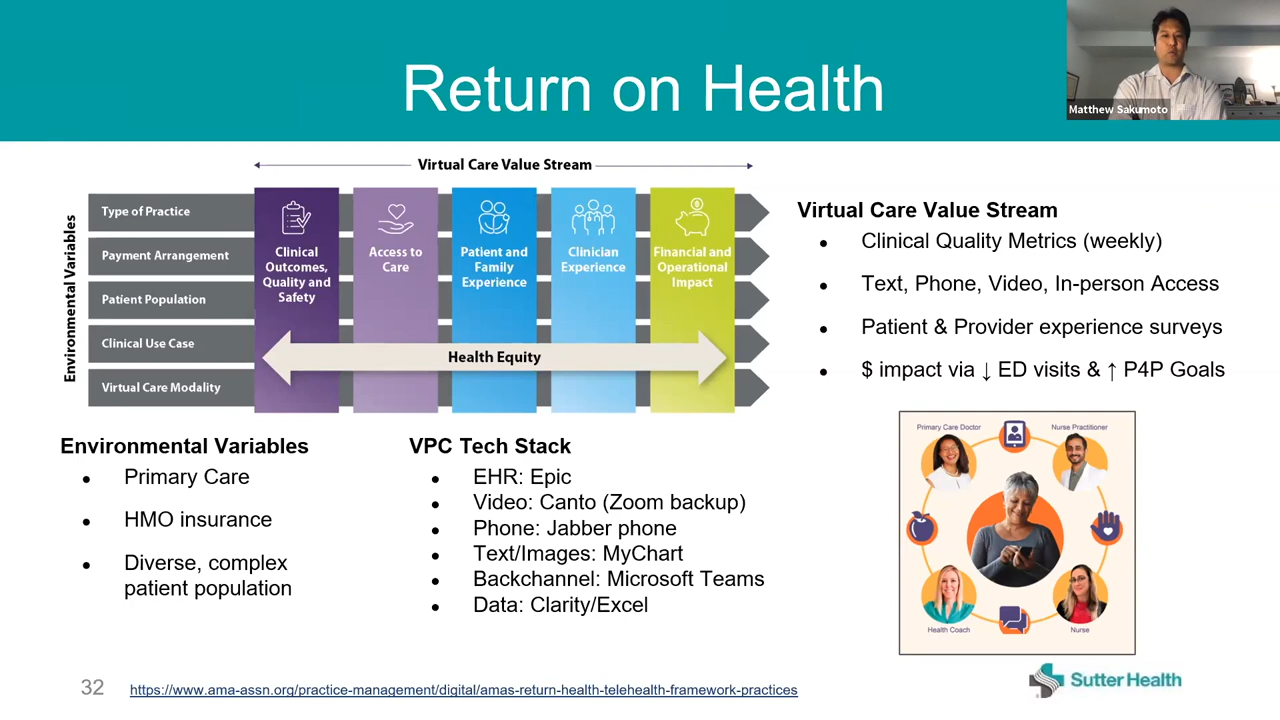 Return on Health
Matthew Sakumoto
Virtual Care Value Stream
Environmental Variables
Type of Practice
Payment Arrangement
Patient Population
Clinical Use Case
Virtual Care Modality
Clinical
Outcomes,
Quality and
Safety
Access to
Care
Patient and
Family
Experience
Clinician
Experience
Financial and
Operational
Impact
Health Equity
Virtual Care Value Stream
● Clinical Quality Metrics (weekly)
● Text, Phone, Video, In-person Access
● Patient & Provider experience surveys
● $ impact via ↓ ED visits & ↑ P4P Goals
Environmental Variables
● Primary Care
● HMO insurance
● Diverse, complex
patient population
VPC Tech Stack
● EHR: Epic
● Video: Canto (Zoom backup)
● Phone: Jabber phone
● Text/Images: MyChart
● Backchannel: Microsoft Teams
● Data: Clarity/Excel
Primary Care Doctor
Nurse Practitioner
Health Coach
Nurse
32
https://www.ama-assn.org/practice-management/digital/amas-return-health-telehealth-framework-practices
Sutter Health